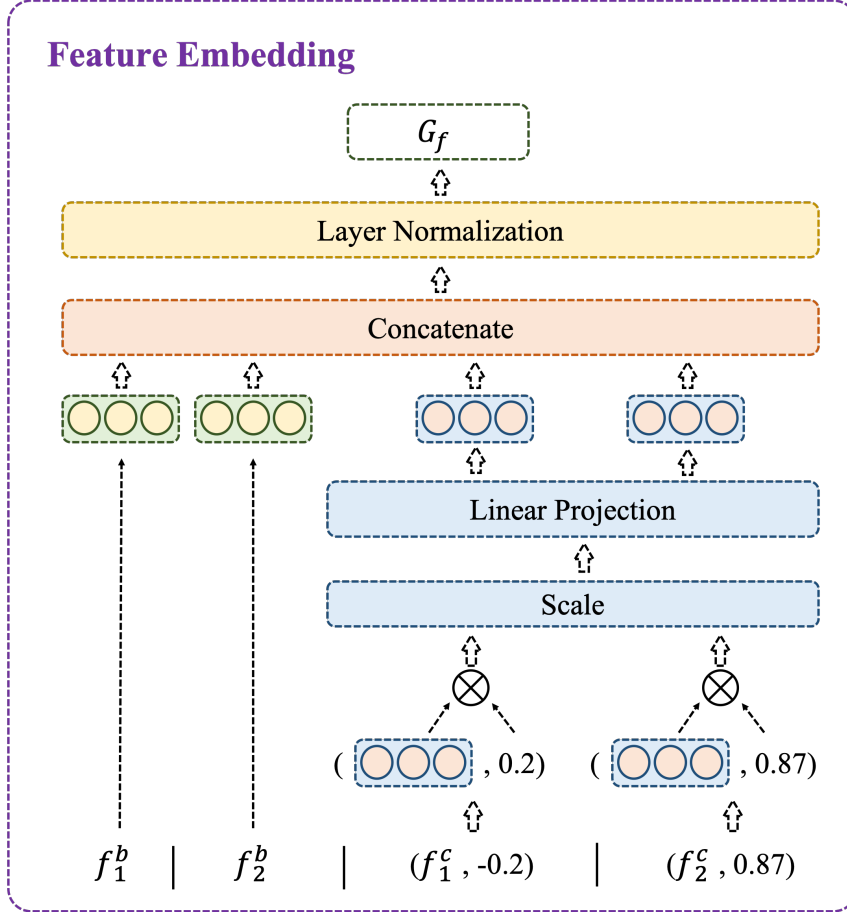 Feature Embedding
G_f
Layer Normalization
Concatenate
Linear Projection
Scale
( , 0.2) ( , 0.87)
f_1^b | f_2^b | (f_1^c , -0.2) | (f_2^c , 0.87)